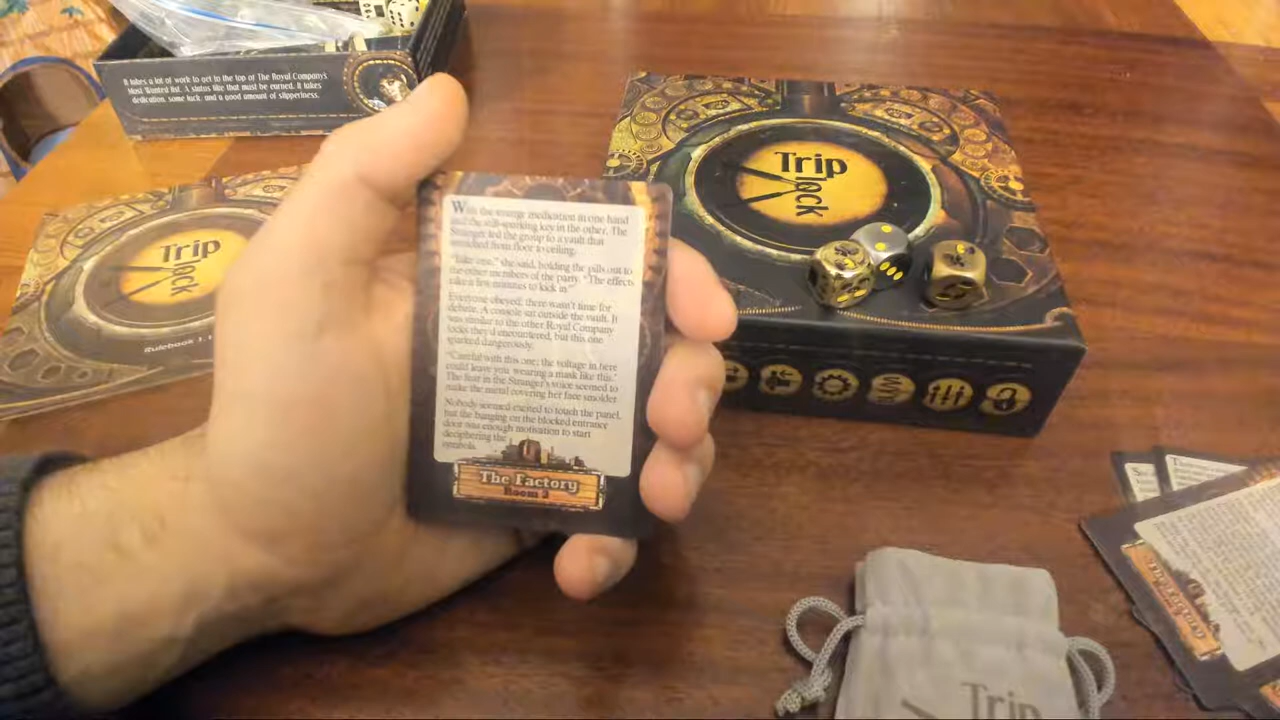 It takes a lot of work to get to the top of The Royal Company's
Most Wanted list. A status like that must be earned. It takes
dedication, some luck, and a good amount of slipperiness.
Trip
lock
Trip
lock
Rulebook 1.1
With the strange medication in one hand
and the still-sparking key in the other, The
Stranger led the group to a vault that
stretched from floor to ceiling.
"Take one," she said, holding the pills out to
the other members of the party. "The effects
take a few minutes to kick in."
Everyone obeyed; there wasn't time for
debate. A console sat outside the vault. It
was similar to the other Royal Company
locks they'd encountered, but this one
sparked dangerously.
"Careful with this one; the voltage in here
could leave you wearing a mask like this."
The fear in the Stranger's voice seemed to
make the metal covering her face smolder.
Nobody seemed excited to touch the panel,
but the banging on the blocked entrance
door was enough motivation to start
deciphering the
symbols.
The Factory
Room 3
Trip